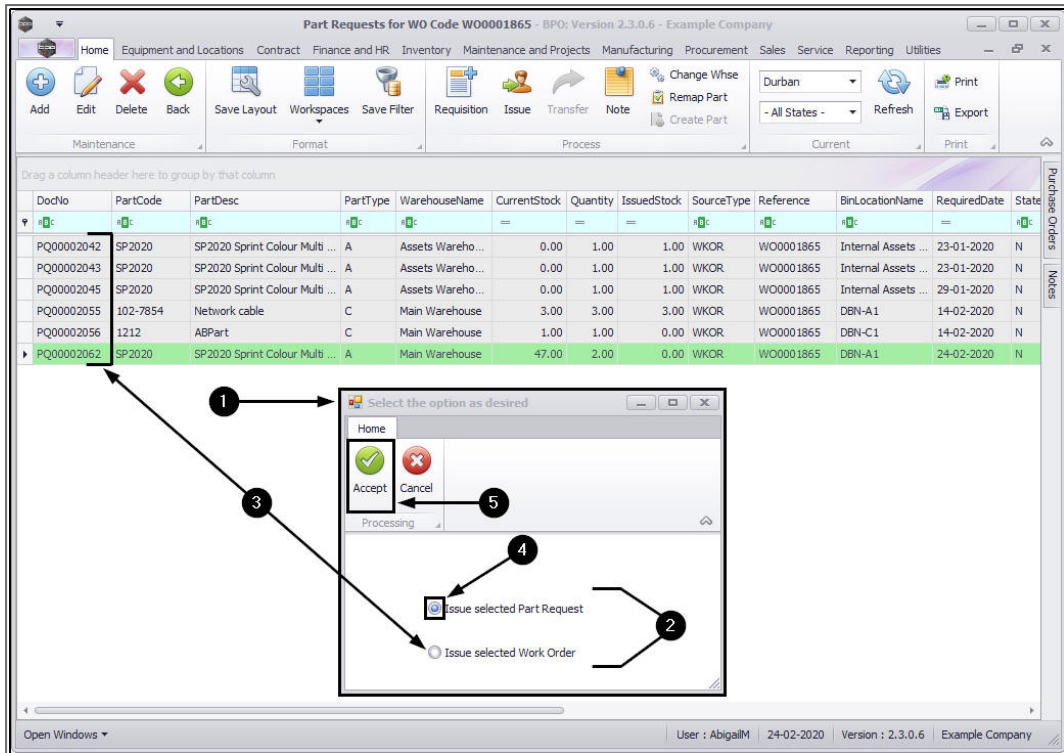 Part Requests for WO Code WO0001865 - BPO: Version 2.3.0.6 - Example Company
Home Equipment and Locations Contract Finance and HR Inventory Maintenance and Projects Manufacturing Procurement Sales Service Reporting Utilities
Add Edit Delete Back Save Layout Workspaces Save Filter Requisition Issue Transfer Note
Change Whse
Remap Part
Create Part
Durban
- All States -
Refresh
Print
Export
Maintenance Format Process Current Print
Drag a column header here to group by that column
DocNo PartCode PartDesc PartType WarehouseName CurrentStock Quantity IssuedStock SourceType Reference BinLocationName RequiredDate State
PQ00002042 SP2020 SP2020 Sprint Colour Multi ... A Assets Wareho... 0.00 1.00 1.00 WKOR WO0001865 Internal Assets ... 23-01-2020 N
PQ00002043 SP2020 SP2020 Sprint Colour Multi ... A Assets Wareho... 0.00 1.00 1.00 WKOR WO0001865 Internal Assets ... 23-01-2020 N
PQ00002045 SP2020 SP2020 Sprint Colour Multi ... A Assets Wareho... 0.00 1.00 1.00 WKOR WO0001865 Internal Assets ... 29-01-2020 N
PQ00002055 102-7854 Network cable C Main Warehouse 3.00 3.00 3.00 WKOR WO0001865 DBN-A1 14-02-2020 N
PQ00002056 1212 ABPart C Main Warehouse 1.00 1.00 0.00 WKOR WO0001865 DBN-C1 14-02-2020 N
PQ00002062 SP2020 SP2020 Sprint Colour Multi ... A Main Warehouse 47.00 2.00 0.00 WKOR WO0001865 DBN-A1 24-02-2020 N
Purchase Orders
Notes
1
Select the option as desired
Home
Accept Cancel
Processing
3
5
4
Issue selected Part Request
2
Issue selected Work Order
Open Windows User : AbigailM 24-02-2020 Version : 2.3.0.6 Example Company